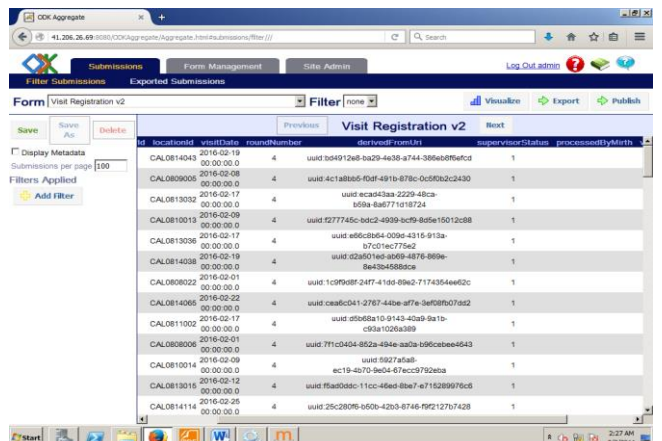 ODK Aggregate
41.206.26.69:8080/ODKAggregate/Aggregate.html#submissions/filter///
Search
ODK
Submissions Form Management Site Admin Log Out admin
Filter Submissions Exported Submissions
Form Visit Registration v2 Filter none Visualize Export Publish
Save Save As Delete Previous Visit Registration v2 Next
Display Metadata
Submissions per page 100
Filters Applied
Add Filter
Id locationId visitDate roundNumber derivedFromUri supervisorStatus processedByMirth
CAL0814043 2016-02-19 00:00:00.0 4 uuid:bd4912e8-ba29-4e38-a744-386eb8f6efcd 1
CAL0809005 2016-02-08 00:00:00.0 4 uuid:4c1a8bb5-f0df-491b-878c-0c5f0b2c2430 1
CAL0813032 2016-02-17 00:00:00.0 4 uuid:ecad43aa-2229-48ca-b59a-8a6771d18724 1
CAL0810013 2016-02-09 00:00:00.0 4 uuid:f277745c-bdc2-4939-bcf9-8d5e15012c88 1
CAL0813036 2016-02-17 00:00:00.0 4 uuid:e66c8b64-009d-4315-913a-b7c01ec775e2 1
CAL0814038 2016-02-19 00:00:00.0 4 uuid:d2a501ed-ab69-4876-869e-8e43b4588dce 1
CAL0808022 2016-02-01 00:00:00.0 4 uuid:1c9f9d8f-24f7-41dd-89e2-7174354ee62c 1
CAL0814065 2016-02-22 00:00:00.0 4 uuid:cea6c041-2767-44be-af7e-3ef08fb07dd2 1
CAL0811002 2016-02-17 00:00:00.0 4 uuid:d5b68a10-9143-40a9-9a1b-c93a1026a389 1
CAL0808006 2016-02-01 00:00:00.0 4 uuid:7f1c0404-852a-494e-aa0a-b96cebee4643 1
CAL0810014 2016-02-09 00:00:00.0 4 uuid:5927a5a8-ec19-4b70-9e04-67ecc9792eba 1
CAL0813015 2016-02-12 00:00:00.0 4 uuid:f5ad0ddc-11cc-46ed-8be7-e715289976c6 1
CAL0814114 2016-02-25 00:00:00.0 4 uuid:25c280f6-b50b-42b3-8746-f9f2127b7428 1
Start 2:27 AM